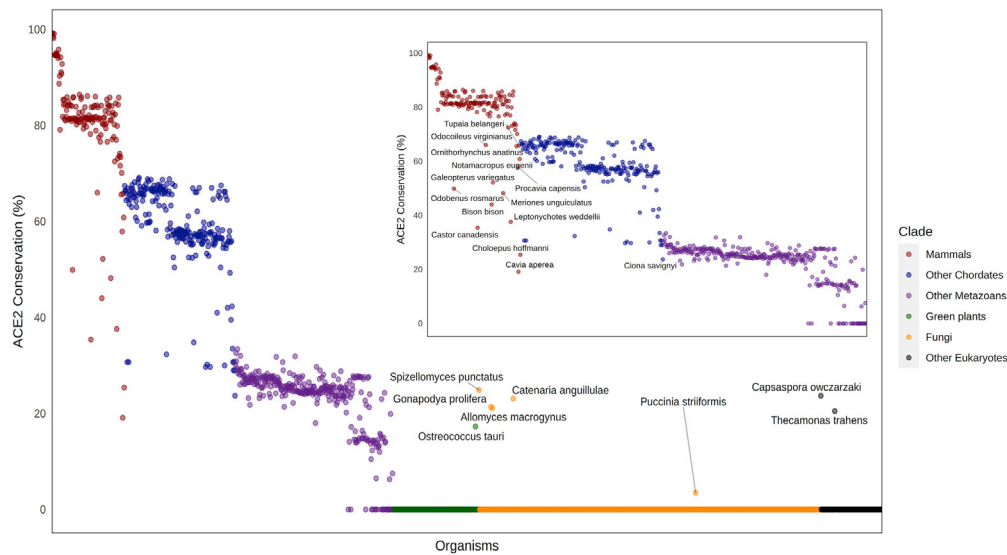 100
80
60
40
20
0
ACE2 Conservation (%)
Organisms
100
80
60
40
20
0
ACE2 Conservation (%)
Tupaia belangeri
Odocoileus virginianus
Ornithorhynchus anatinus
Notamacropus eugenii
Galeopterus variegatus
Procavia capensis
Odobenus rosmarus
Meriones unguiculatus
Bison bison
Leptonychotes weddellii
Castor canadensis
Choloepus hoffmanni
Cavia aperea
Ciona savignyi
Spizellomyces punctatus
Gonapodya prolifera
Catenaria anguillulae
Allomyces macrogynus
Ostreococcus tauri
Puccinia striiformis
Capsaspora owczarzaki
Thecamonas trahens
Clade
Mammals
Other Chordates
Other Metazoans
Green plants
Fungi
Other Eukaryotes